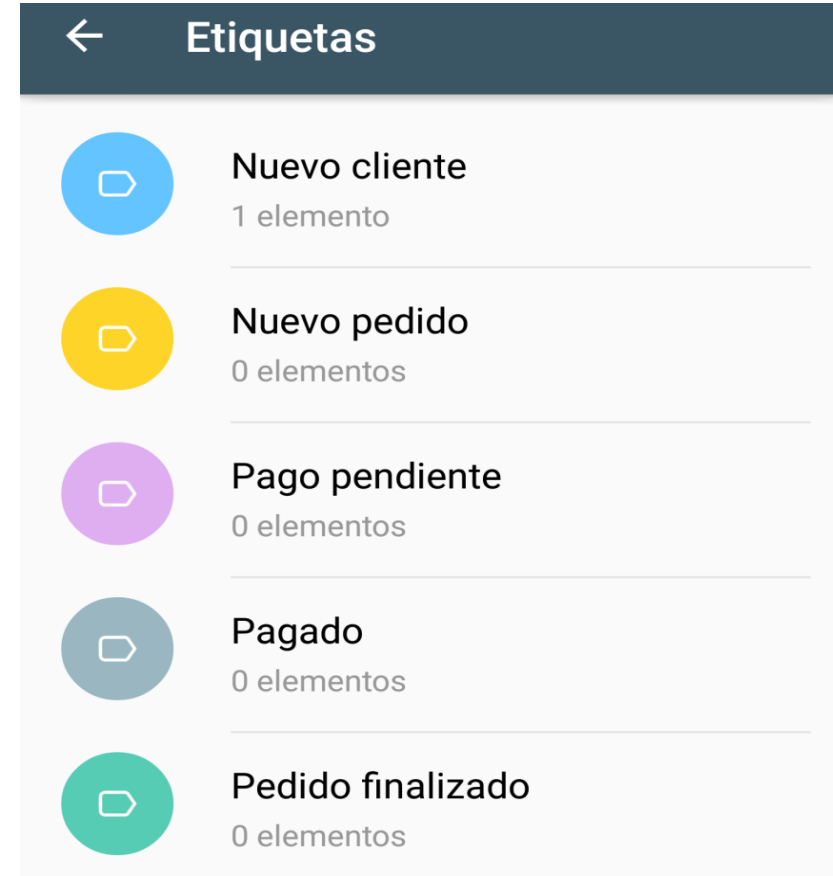 Etiquetas
Nuevo cliente
1 elemento
Nuevo pedido
0 elementos
Pago pendiente
0 elementos
Pagado
0 elementos
Pedido finalizado
0 elementos